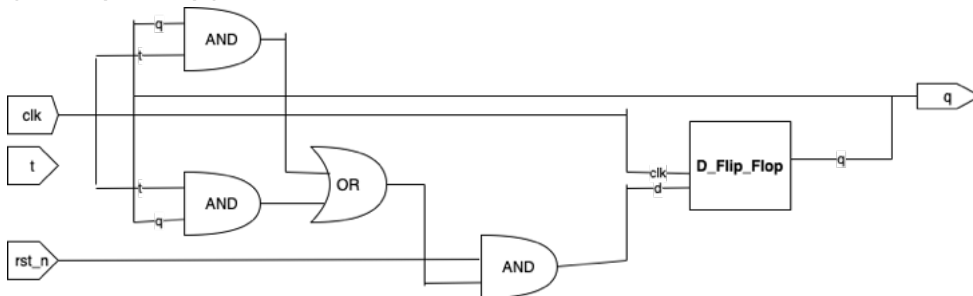 q
AND
t
q
clk
t
t
AND
q
OR
clk
d
D_Flip_Flop
q
rst_n
AND